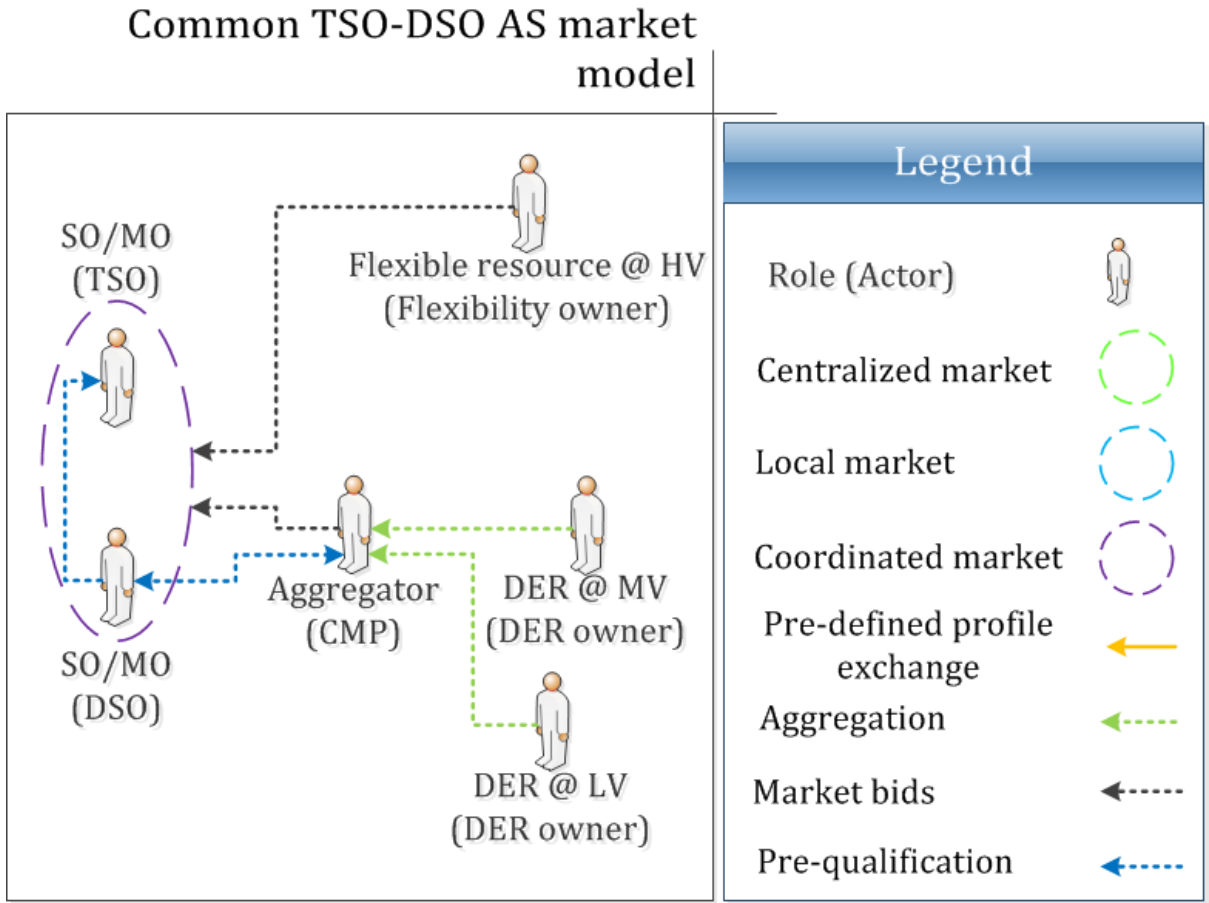 Common TSO-DSO AS market
model
Legend
SO/MO
(TSO)
Flexible resource @ HV
(Flexibility owner)
Aggregator
(CMP)
DER @ MV
(DER owner)
SO/MO
(DSO)
DER @ LV
(DER owner)
Role (Actor)
Centralized market
Local market
Coordinated market
Pre-defined profile
exchange
Aggregation
Market bids
Pre-qualification